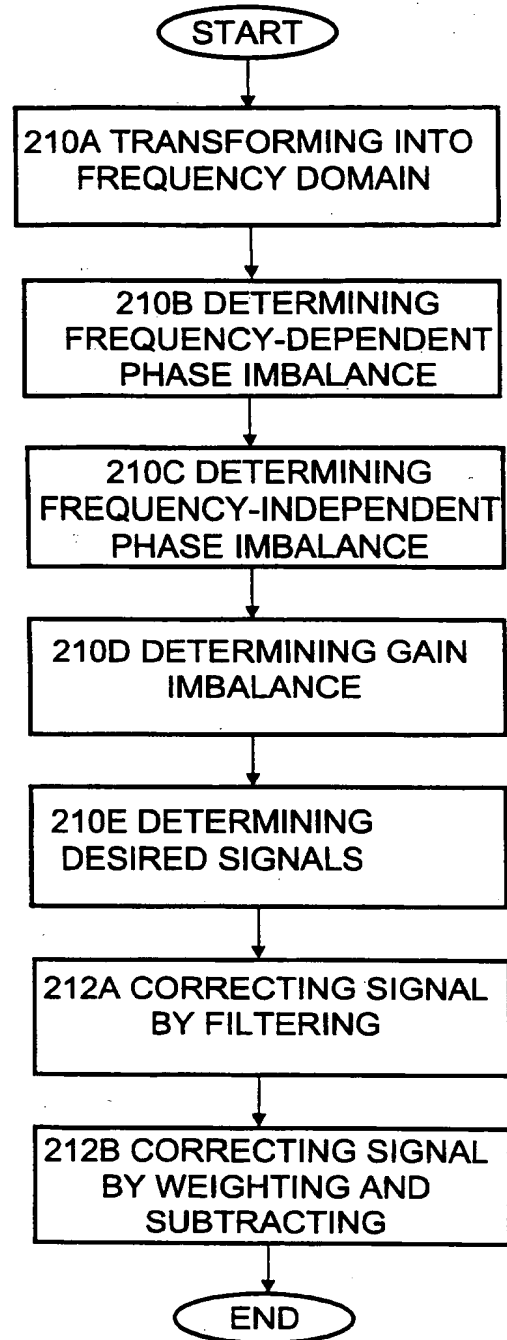 START
210A TRANSFORMING INTO
FREQUENCY DOMAIN
210B DETERMINING
FREQUENCY-DEPENDENT
PHASE IMBALANCE
210C DETERMINING
FREQUENCY-INDEPENDENT
PHASE IMBALANCE
210D DETERMINING GAIN
IMBALANCE
210E DETERMINING
DESIRED SIGNALS
212A CORRECTING SIGNAL
BY FILTERING
212B CORRECTING SIGNAL
BY WEIGHTING AND
SUBTRACTING
END